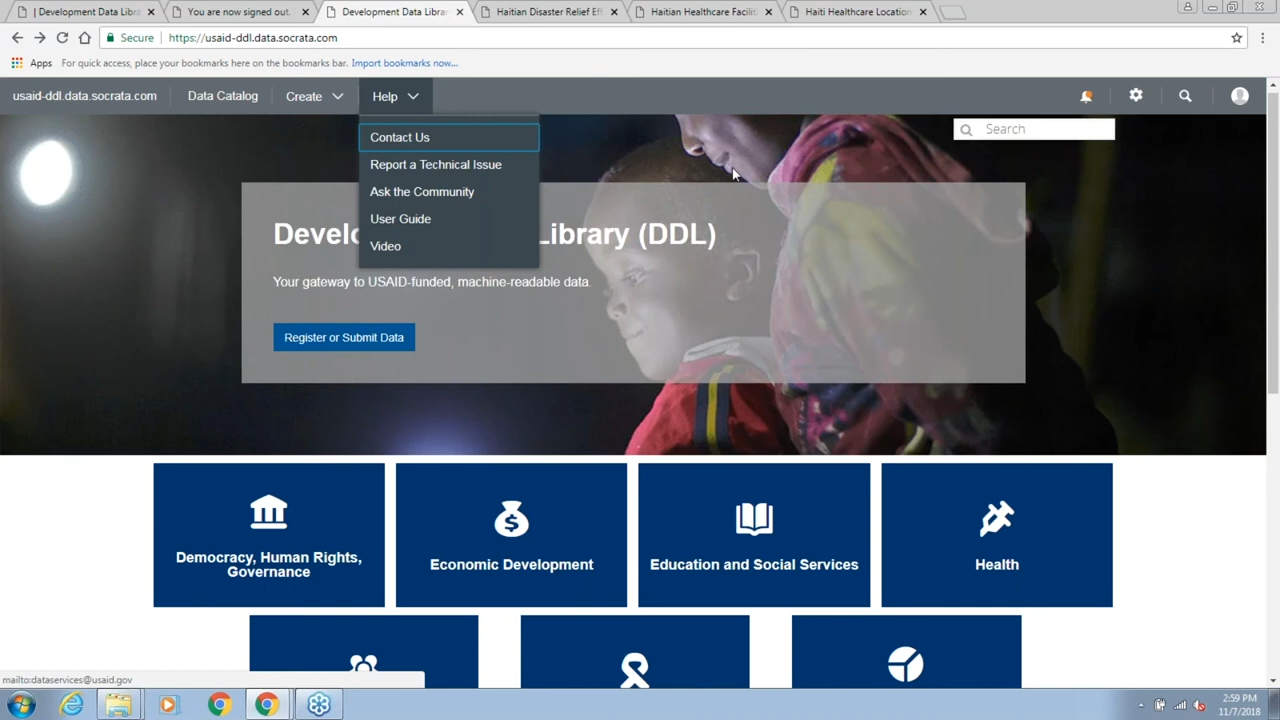 | Development Data Libra
You are now signed out.
Development Data Librar
Haitian Disaster Relief Eff
Haitian Healthcare Faciliti
Haiti Healthcare Location
Secure
https://usaid-ddl.data.socrata.com
Apps
For quick access, place your bookmarks here on the bookmarks bar. Import bookmarks now...
usaid-ddl.data.socrata.com
Data Catalog
Create
Help
Contact Us
Report a Technical Issue
Ask the Community
User Guide
Video
Search
Develo
Library (DDL)
Your gateway to USAID-funded, machine-readable data.
Register or Submit Data
Democracy, Human Rights,
Governance
Economic Development
Education and Social Services
Health
mailto:dataservices@usaid.gov
2:59 PM
11/7/2018